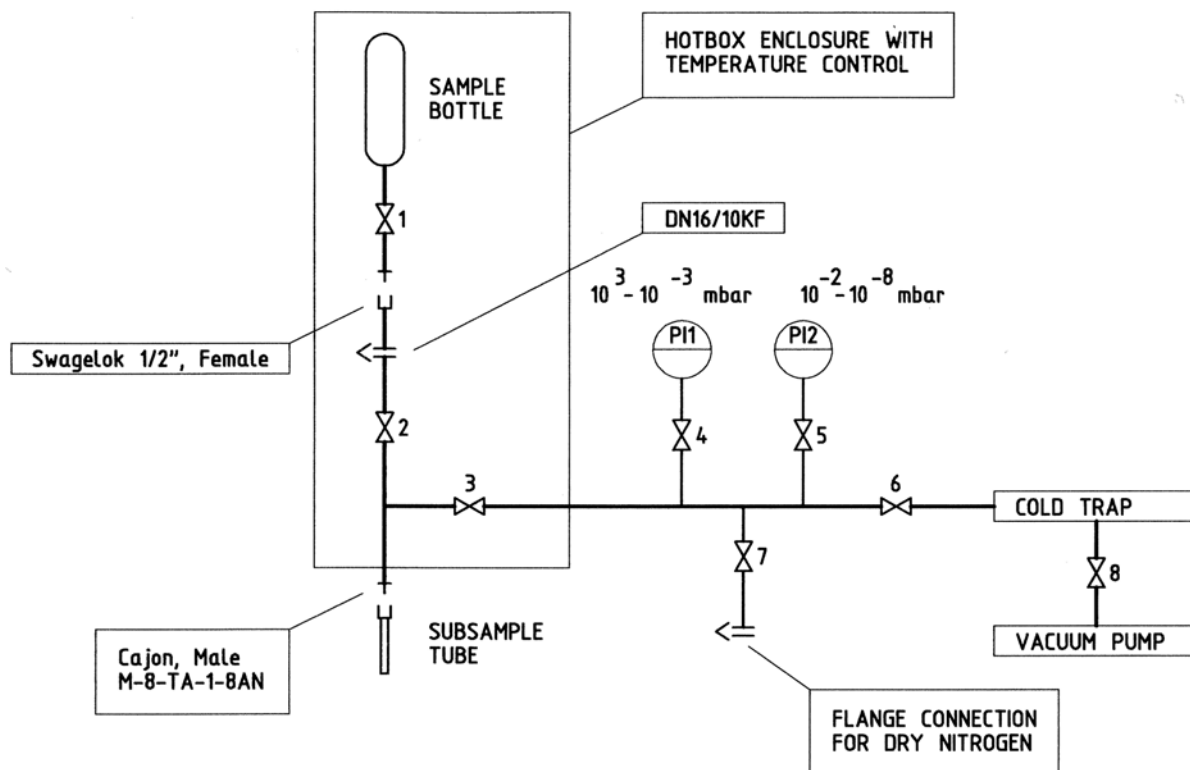 HOTBOX ENCLOSURE WITH
TEMPERATURE CONTROL
SAMPLE
BOTTLE
1
DN16/10KF
10³-10⁻³ mbar
10⁻²-10⁻⁸ mbar
PI1
PI2
Swagelok 1/2", Female
2
4
5
3
6
COLD TRAP
7
8
Cajon, Male
M-8-TA-1-8AN
SUBSAMPLE
TUBE
VACUUM PUMP
FLANGE CONNECTION
FOR DRY NITROGEN